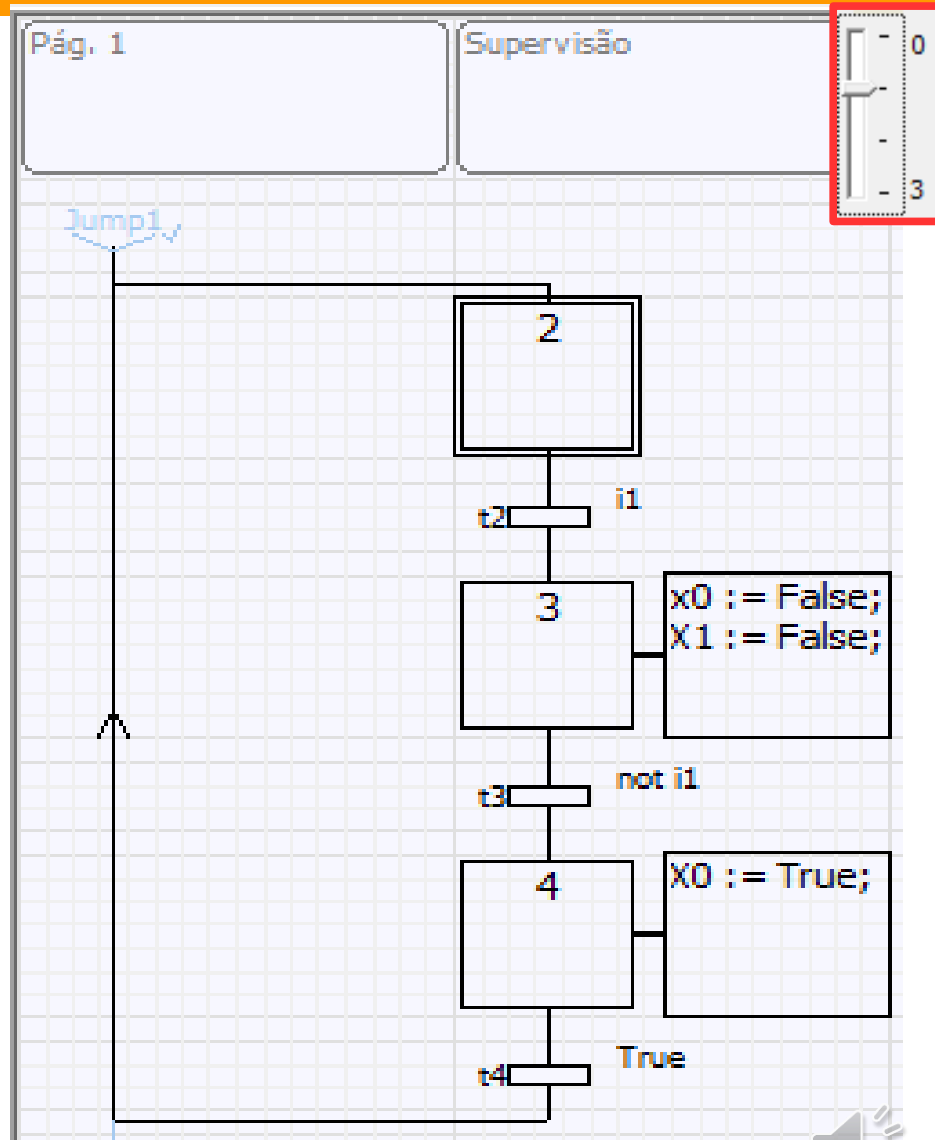 Pág. 1
Supervisão
0
3
Jump1
2
t2
i1
3
x0 := False;
X1 := False;
t3
not i1
4
X0 := True;
t4
True